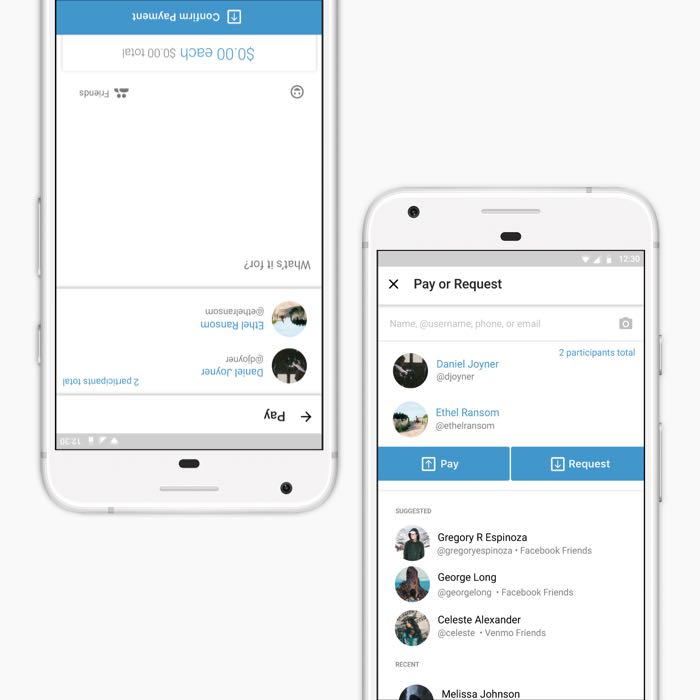 12:30
Pay
2 participants total
Daniel Joyner
@djoyner
Ethel Ransom
@ethelransom
What's it for?
Friends
$0.00 each $0.00 total
Confirm Payment
12:30
Pay or Request
Name, @username, phone, or email
2 participants total
Daniel Joyner
@djoyner
Ethel Ransom
@ethelransom
Pay Request
SUGGESTED
Gregory R Espinoza
@gregoryespinoza • Facebook Friends
George Long
@georgelong • Facebook Friends
Celeste Alexander
@celeste • Venmo Friends
RECENT
Melissa Johnson